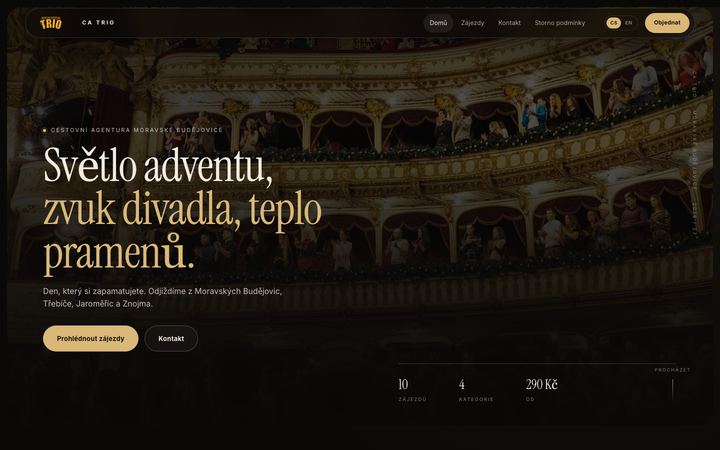 TRIO
CA TRIO
Domů
Zájezdy
Kontakt
Storno podmínky
CS
EN
Objednat
CESTOVNÍ AGENTURA MORAVSKÉ BUDĚJOVICE
Světlo adventu,
zvuk divadla, teplo
pramenů.
Den, který si zapamatujete. Odjíždíme z Moravských Budějovic,
Třebíče, Jaroměřic a Znojma.
Prohlédnout zájezdy
Kontakt
PROCHÁZET
10
ZÁJEZDŮ
4
KATEGORIE
290 Kč
OD